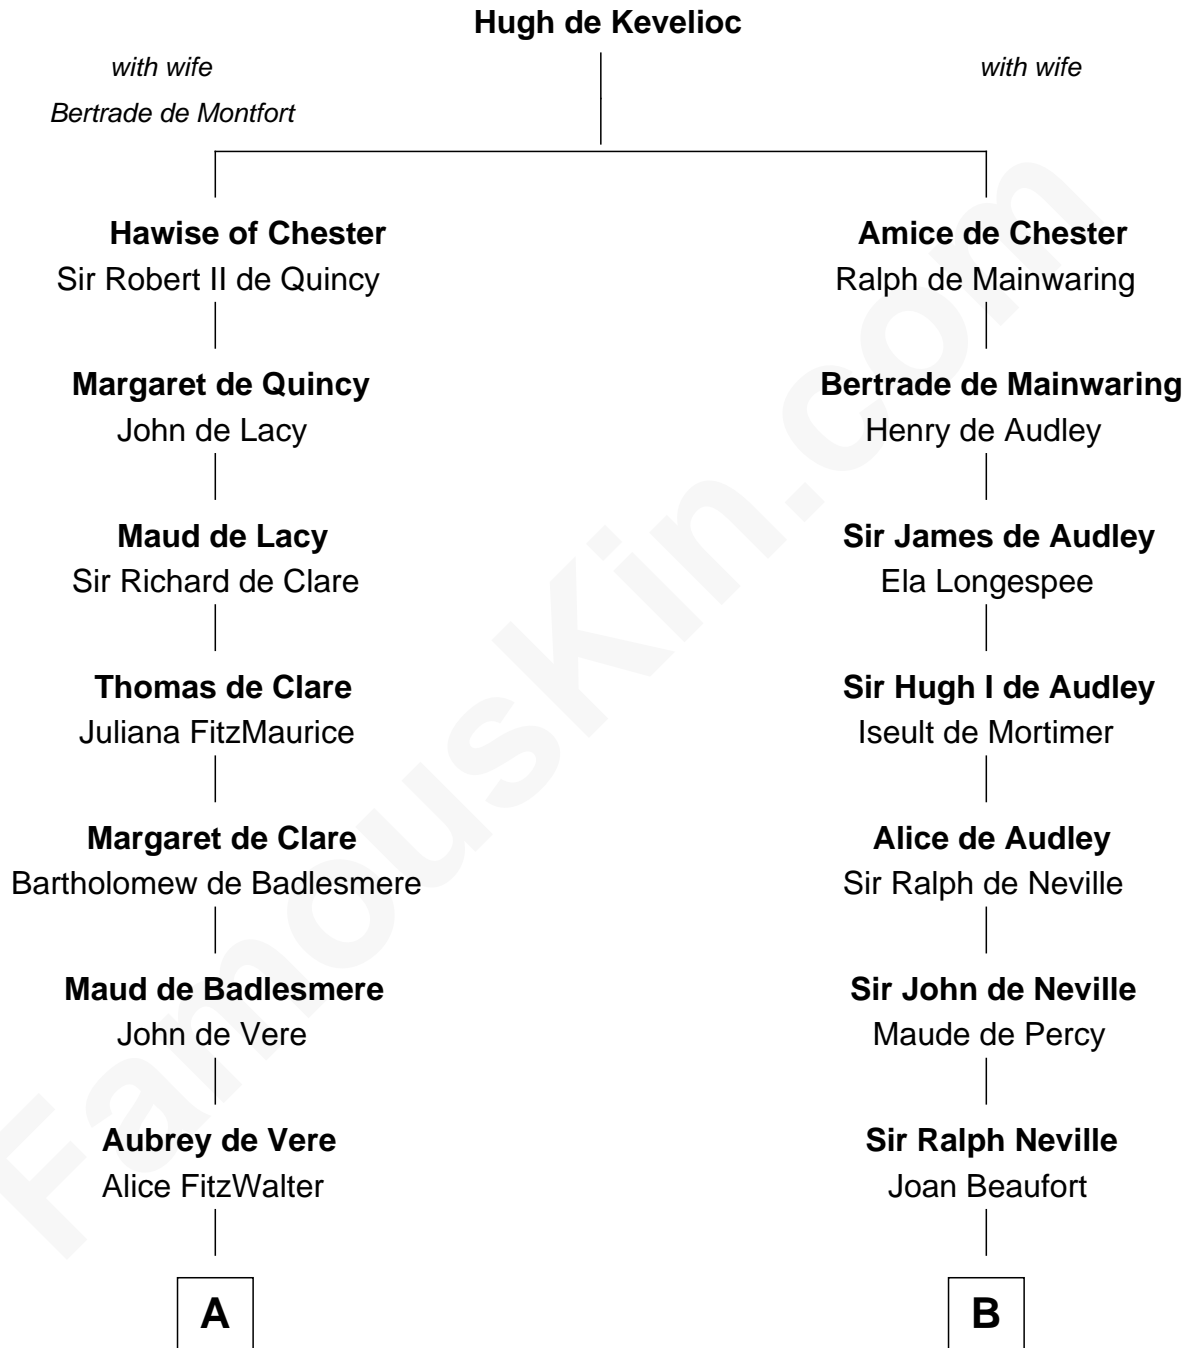 Hugh de Kevelioc
with wife
with wife
Bertrade de Montfort
Hawise of Chester
Amice de Chester
Sir Robert II de Quincy
Ralph de Mainwaring
Margaret de Quincy
Bertrade de Mainwaring
John de Lacy
Henry de Audley
Maud de Lacy
Sir James de Audley
Sir Richard de Clare
Ela Longespee
Thomas de Clare
Sir Hugh I de Audley
Juliana FitzMaurice
Iseult de Mortimer
Margaret de Clare
Alice de Audley
Bartholomew de Badlesmere
Sir Ralph de Neville
Maud de Badlesmere
Sir John de Neville
John de Vere
Maude de Percy
Aubrey de Vere
Sir Ralph Neville
Alice FitzWalter
Joan Beaufort
A
B
FamousKin.com